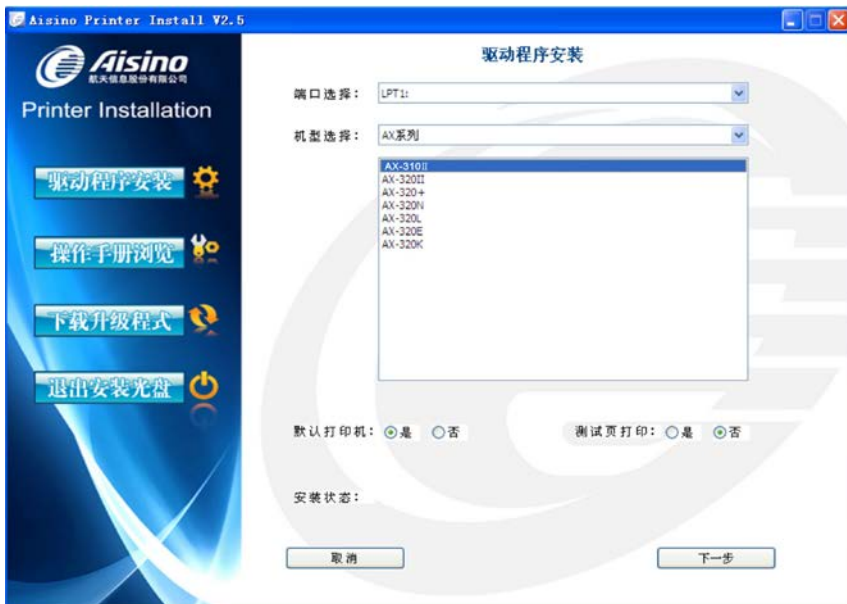 Aisino Printer Install V2.5
Aisino
航天信息股份有限公司
Printer Installation
驱动程序安装
操作手册浏览
下载升级程式
退出安装光盘
驱动程序安装
端口选择： LPT1:
机型选择： AX系列
AX-310II
AX-320II
AX-320+
AX-320N
AX-320L
AX-320E
AX-320K
默认打印机： 是 否 测试页打印： 是 否
安装状态：
取消 下一步